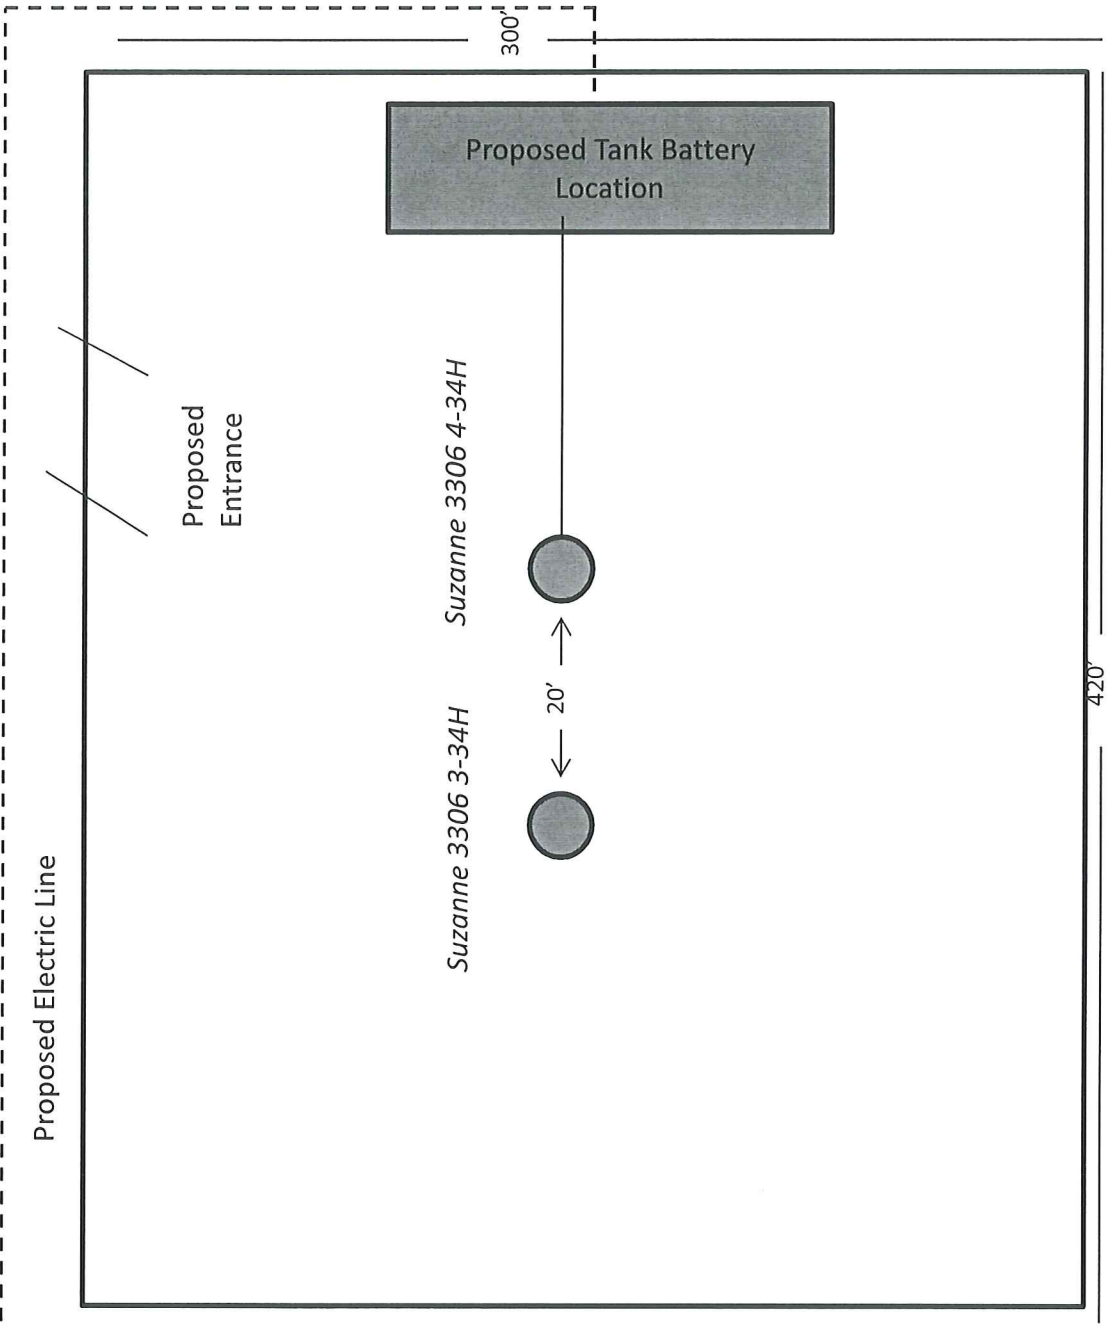 300'
Proposed Tank Battery
Location
Proposed
Entrance
Suzanne 3306 4-34H
20'
Suzanne 3306 3-34H
420'
Proposed Electric Line